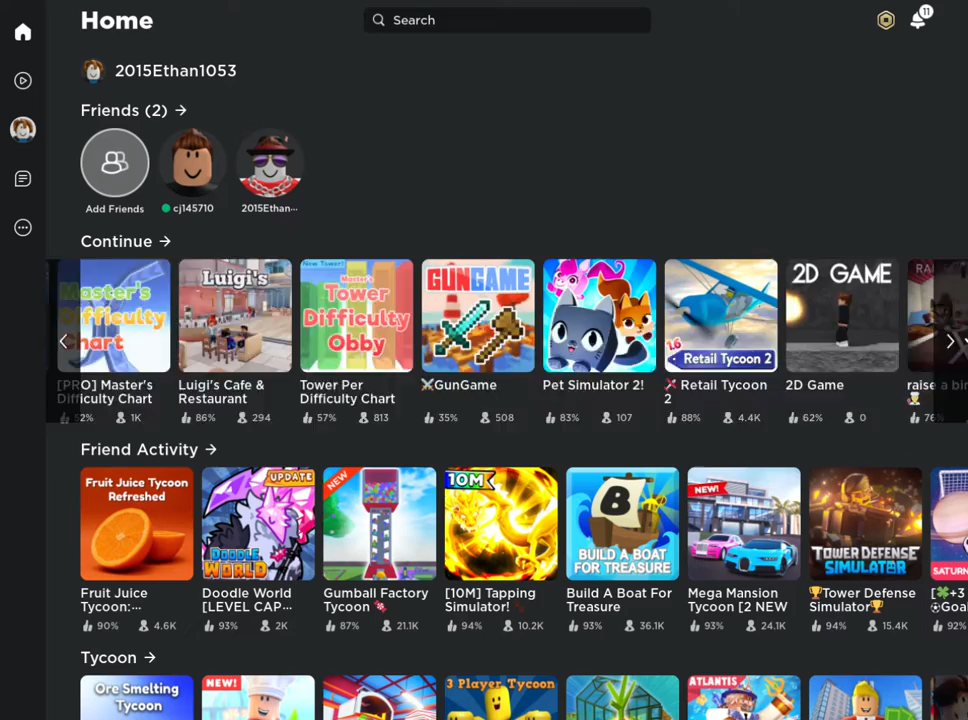 Home
Search
11
2015Ethan1053
Friends (2) →
Add Friends
cj145710
2015Ethan...
Continue →
Master's
Difficulty
Chart
Luigi's
New Tower!
Master's
Tower
Difficulty
Obby
GUNGAME
1.6
Retail Tycoon 2
2D GAME
[PRO] Master's
Difficulty Chart
52%
1K
Luigi's Cafe &
Restaurant
86%
294
Tower Per
Difficulty Chart
57%
813
⚔️GunGame
35%
508
Pet Simulator 2!
83%
107
Retail Tycoon
2
88%
4.4K
2D Game
62%
0
raise a bi
76%
Friend Activity →
Fruit Juice Tycoon
Refreshed
UPDATE
DOODLE
WORLD
NEW
10M
B
BUILD A BOAT
FOR TREASURE
NEW!
TOWER DEFENSE
SIMULATOR
SATURN
Fruit Juice
Tycoon:...
90%
4.6K
Doodle World
[LEVEL CAP...
93%
2K
Gumball Factory
Tycoon 🍬
87%
21.1K
[10M] Tapping
Simulator!
94%
10.2K
Build A Boat For
Treasure
93%
36.1K
Mega Mansion
Tycoon [2 NEW
93%
24.1K
🏆Tower Defense
Simulator🏆
94%
15.4K
[🍀+3
⚽Goal
92%
Tycoon →
Ore Smelting
Tycoon
NEW!
3 Player Tycoon
ATLANTIS